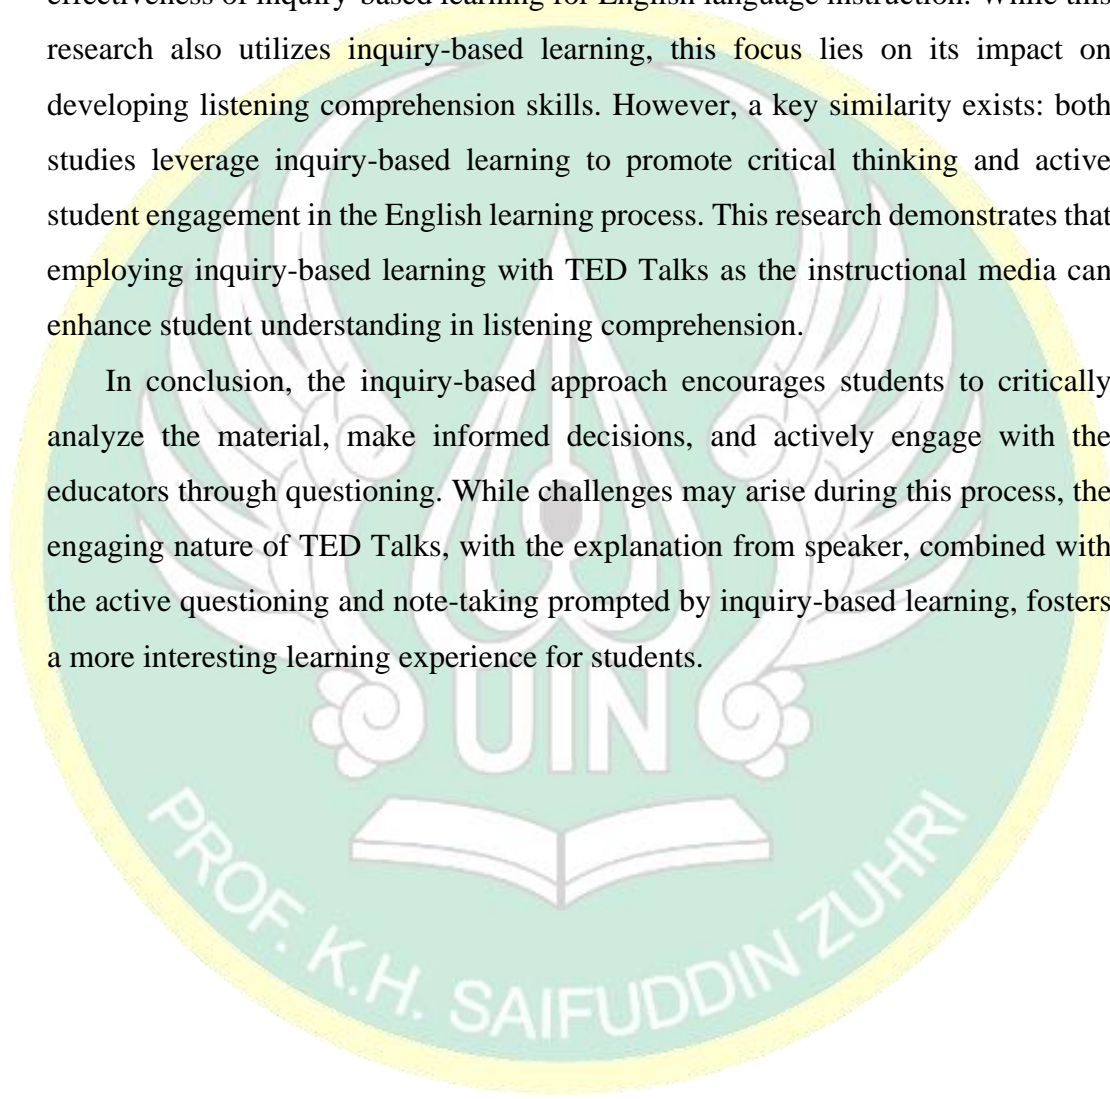 effectiveness of inquiry-based learning for English language instruction. While this
research also utilizes inquiry-based learning, this focus lies on its impact on
developing listening comprehension skills. However, a key similarity exists: both
studies leverage inquiry-based learning to promote critical thinking and active
student engagement in the English learning process. This research demonstrates that
employing inquiry-based learning with TED Talks as the instructional media can
enhance student understanding in listening comprehension.
In conclusion, the inquiry-based approach encourages students to critically
analyze the material, make informed decisions, and actively engage with the
educators through questioning. While challenges may arise during this process, the
engaging nature of TED Talks, with the explanation from speaker, combined with
the active questioning and note-taking prompted by inquiry-based learning, fosters
a more interesting learning experience for students.
UIN
PROF. K.H. SAIFUDDIN ZUHRI